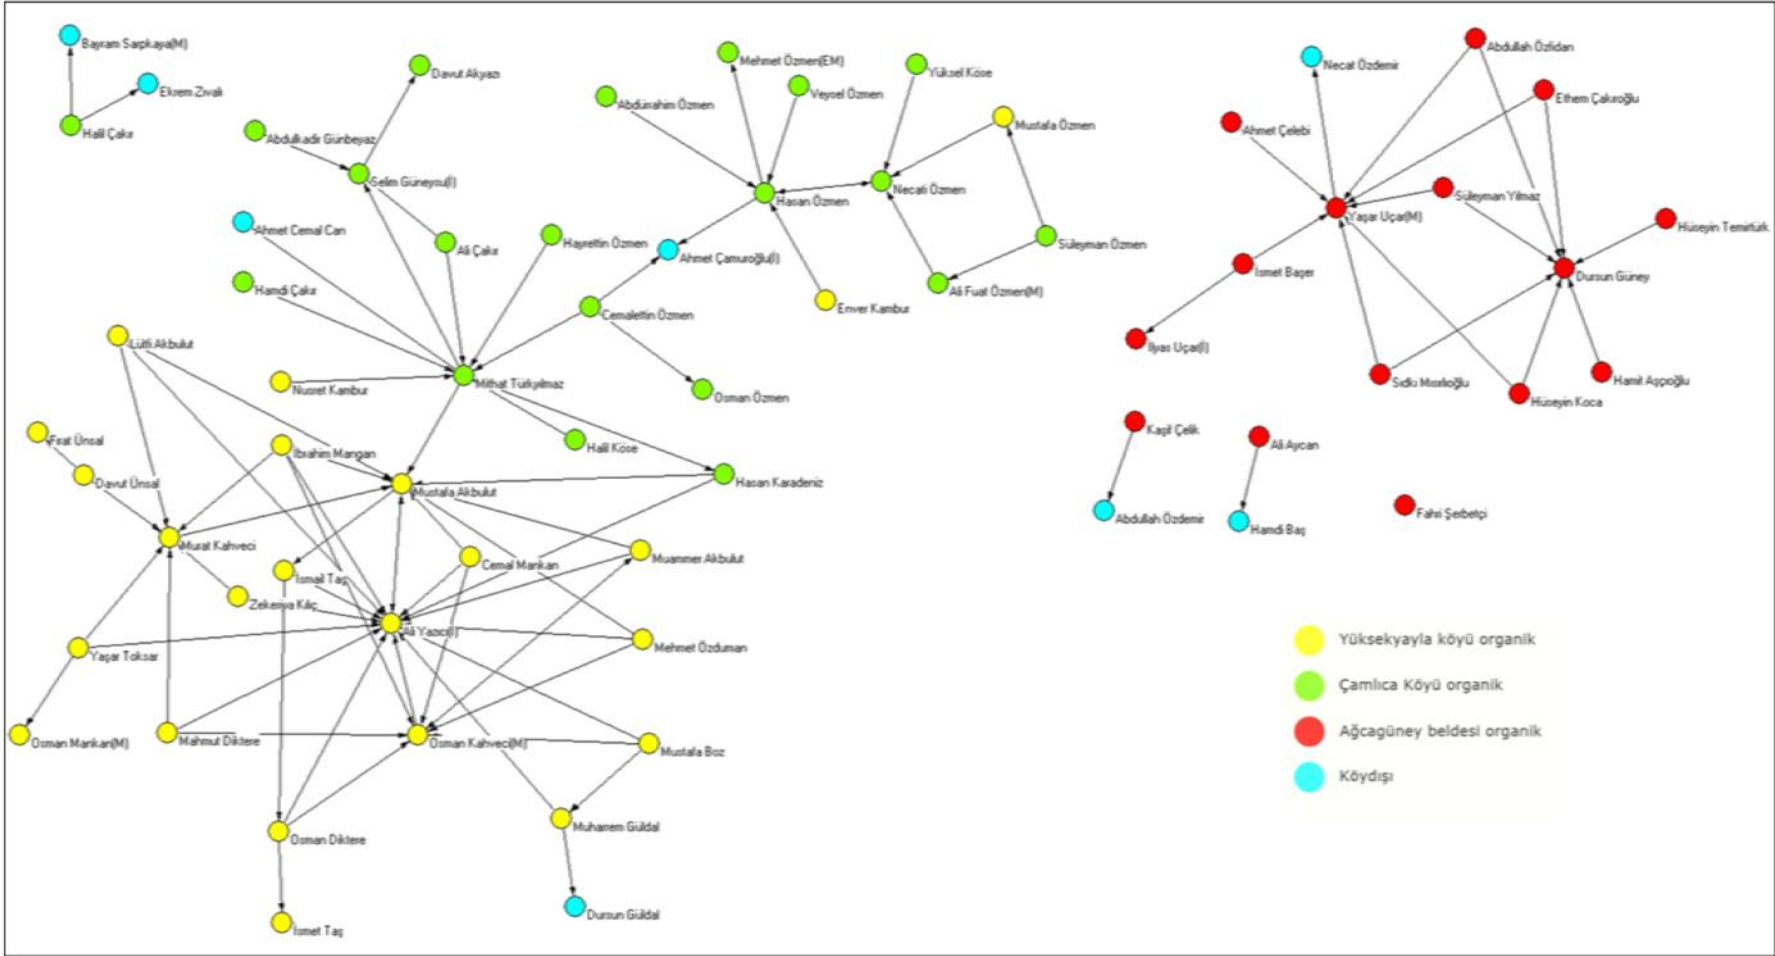 Bayram Sarpkaya(M)
Ekrem Zivalı
Halil Çakır
Davut Akyazı
Abdulkadir Günbeyaz
Selim Güneysu(İ)
Ahmet Cemal Can
Ali Çakır
Hayrettin Özmen
Hamdi Çakır
Mehmet Özmen(EM)
Veysel Özmen
Abdürrahim Özmen
Yüksel Köse
Mustafa Özmen
Hasan Özmen
Necati Özmen
Ahmet Çamuroğlu(İ)
Süleyman Özmen
Ali Fuat Özmen(M)
Enver Kambur
Cemalettin Özmen
Lütfi Akbulut
Nusret Kambur
Mithat Türkyılmaz
Osman Özmen
Halil Köse
Hasan Karadeniz
Fırat Ünsal
Davut Ünsal
İbrahim Mangan
Mustafa Akbulut
Murat Kahveci
İsmail Taş
Cemal Mankan
Muammer Akbulut
Zekeriya Kılıç
Ali Yazıcı(İ)
Mehmet Özduman
Yaşar Toksar
Osman Mankan(M)
Mahmut Diktere
Osman Kahveci(M)
Mustafa Boz
Osman Diktere
Muharrem Güldal
İsmet Taş
Dursun Güldal
Necat Özdemir
Abdullah Özfidan
Ethem Çakıroğlu
Ahmet Çelebi
Süleyman Yılmaz
Yaşar Uçar(M)
Hüseyin Temirtürk
İsmet Başer
Dursun Güney
İlyas Uçar(İ)
Sıdkı Mısırlıoğlu
Hüseyin Koca
Hamit Aşçıoğlu
Kaşif Çelik
Ali Aycan
Abdullah Özdemir
Hamdi Baş
Fahri Şerbetçi
Yüksekyayla köyü organik
Çamlıca Köyü organik
Ağcagüney beldesi organik
Köydışı